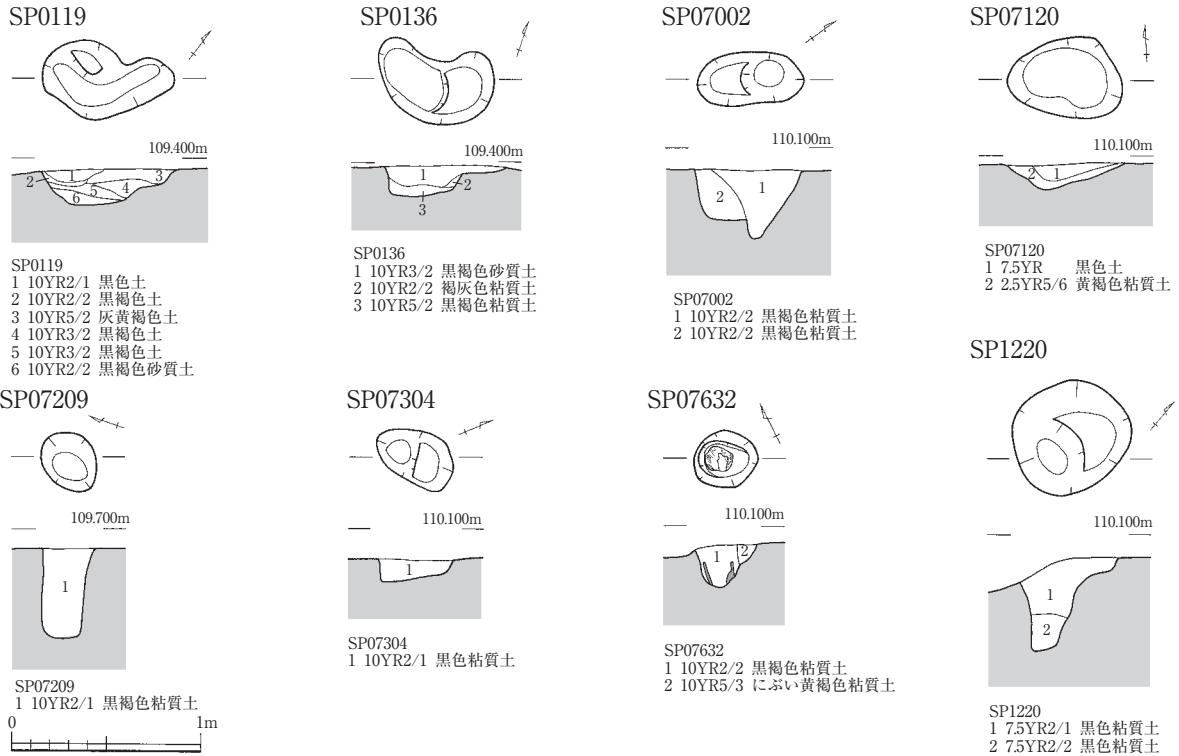 SP0119
109.400m
1
2
3
4
5
6
SP0119
1 10YR2/1 黒色土
2 10YR2/2 黒褐色土
3 10YR5/2 灰黄褐色土
4 10YR3/2 黒褐色土
5 10YR3/2 黒褐色土
6 10YR2/2 黒褐色砂質土
SP0136
109.400m
1
2
3
SP0136
1 10YR3/2 黒褐色砂質土
2 10YR2/2 褐灰色粘質土
3 10YR5/2 黒褐色粘質土
SP07002
110.100m
1
2
SP07002
1 10YR2/2 黒褐色粘質土
2 10YR2/2 黒褐色粘質土
SP07120
110.100m
2 1
SP07120
1 7.5YR 黒色土
2 2.5YR5/6 黄褐色粘質土
SP07209
109.700m
1
SP07209
1 10YR2/1 黒褐色粘質土
0 1m
SP07304
110.100m
1
SP07304
1 10YR2/1 黒色粘質土
SP07632
110.100m
1 2
SP07632
1 10YR2/2 黒褐色粘質土
2 10YR5/3 にぶい黄褐色粘質土
SP1220
110.100m
1
2
SP1220
1 7.5YR2/1 黒色粘質土
2 7.5YR2/2 黒色粘質土